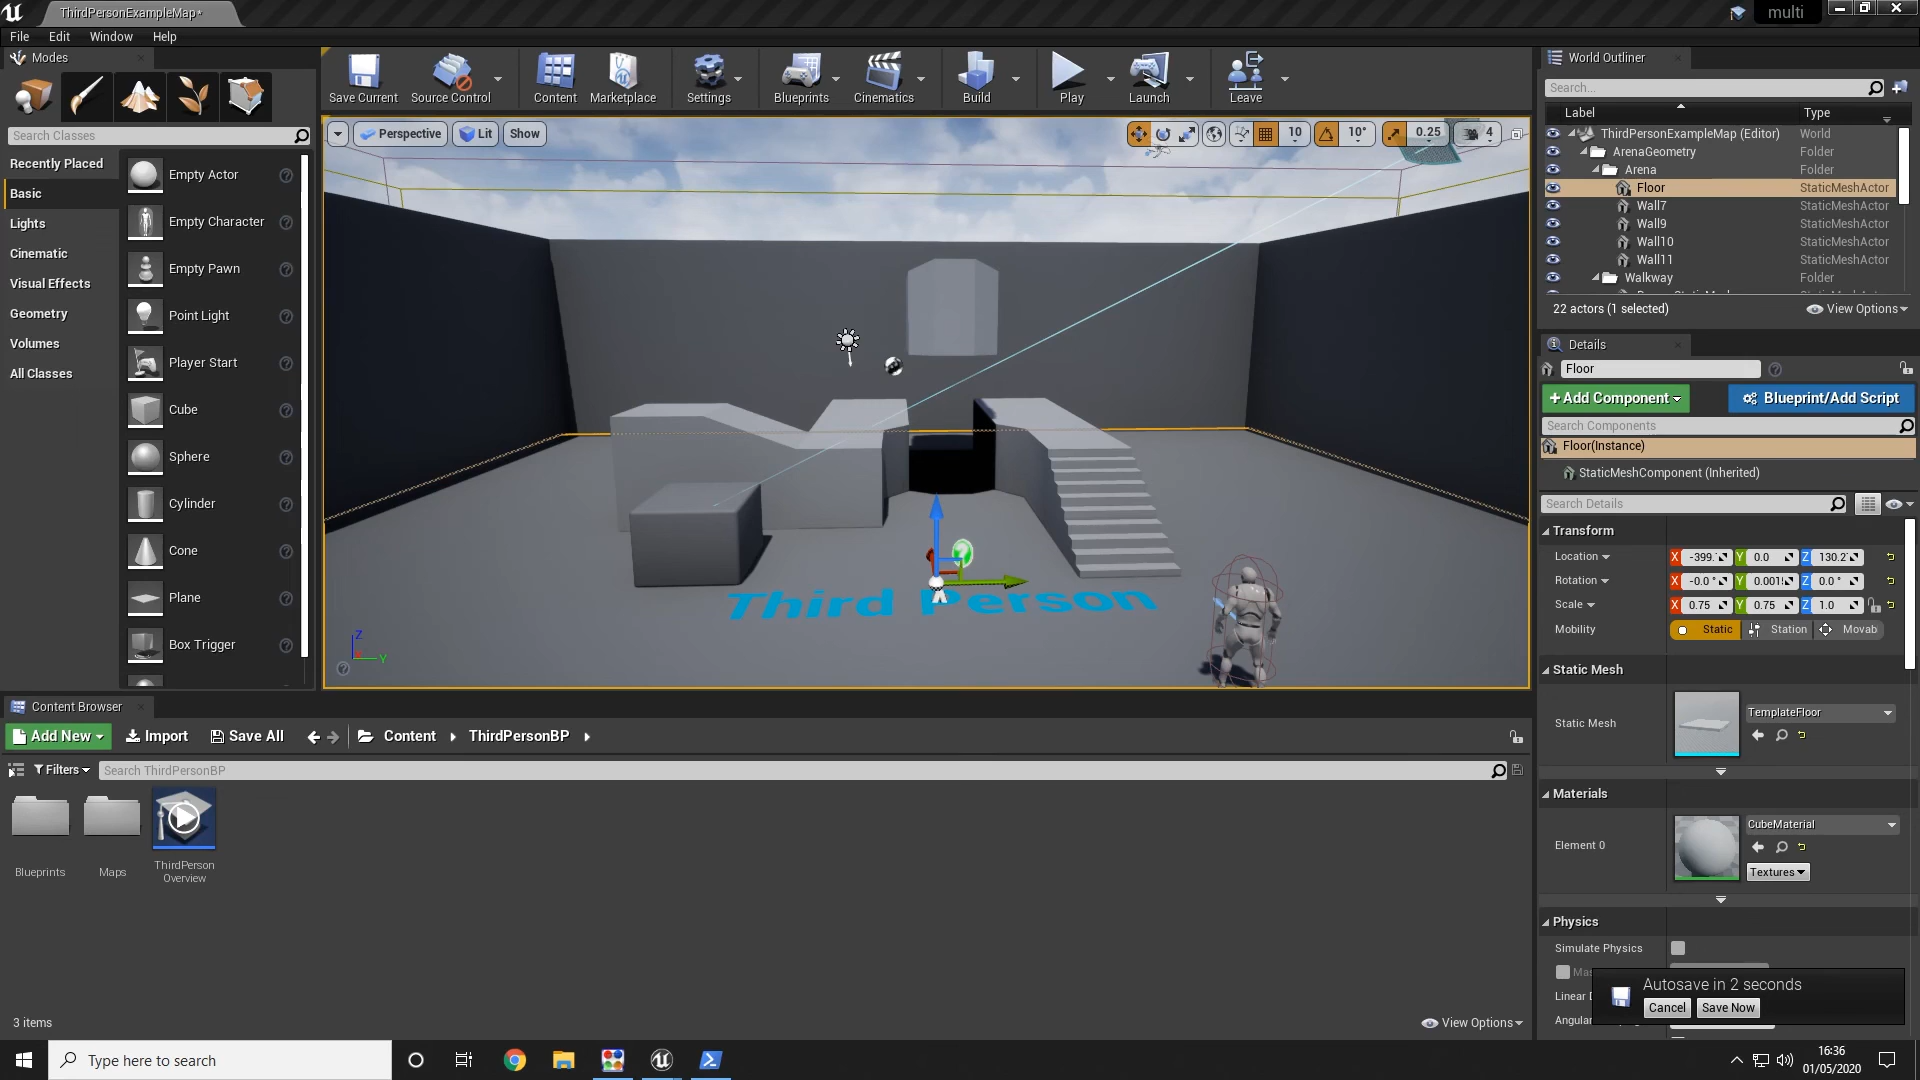 ThirdPersonExampleMap*
multi
File Edit Window Help
Modes
Search Classes
Recently Placed
Basic
Lights
Cinematic
Visual Effects
Geometry
Volumes
All Classes
Empty Actor
Empty Character
Empty Pawn
Point Light
Player Start
Cube
Sphere
Cylinder
Cone
Plane
Box Trigger
Save Current
Source Control
Content
Marketplace
Settings
Blueprints
Cinematics
Build
Play
Launch
Leave
Perspective Lit Show
10 10° 0.25 4
Third Person
Z
Y
World Outliner
Search...
Label Type
ThirdPersonExampleMap (Editor) World
ArenaGeometry Folder
Arena Folder
Floor StaticMeshActor
Wall7 StaticMeshActor
Wall9 StaticMeshActor
Wall10 StaticMeshActor
Wall11 StaticMeshActor
Walkway Folder
22 actors (1 selected) View Options
Details
Floor
+Add Component Blueprint/Add Script
Search Components
Floor(Instance)
StaticMeshComponent (Inherited)
Search Details
Transform
Location X -399. Y 0.0 Z 130.2
Rotation X -0.0 ° Y 0.001 Z 0.0 °
Scale X 0.75 Y 0.75 Z 1.0
Mobility Static Station Movab
Static Mesh
Static Mesh TemplateFloor
Materials
Element 0 CubeMaterial
Textures
Physics
Simulate Physics
Mas
Linear D
Angular
Autosave in 2 seconds
Cancel Save Now
Content Browser
Add New Import Save All Content ThirdPersonBP
Filters Search ThirdPersonBP
Blueprints
Maps
ThirdPerson
Overview
3 items View Options
Type here to search
16:36
01/05/2020